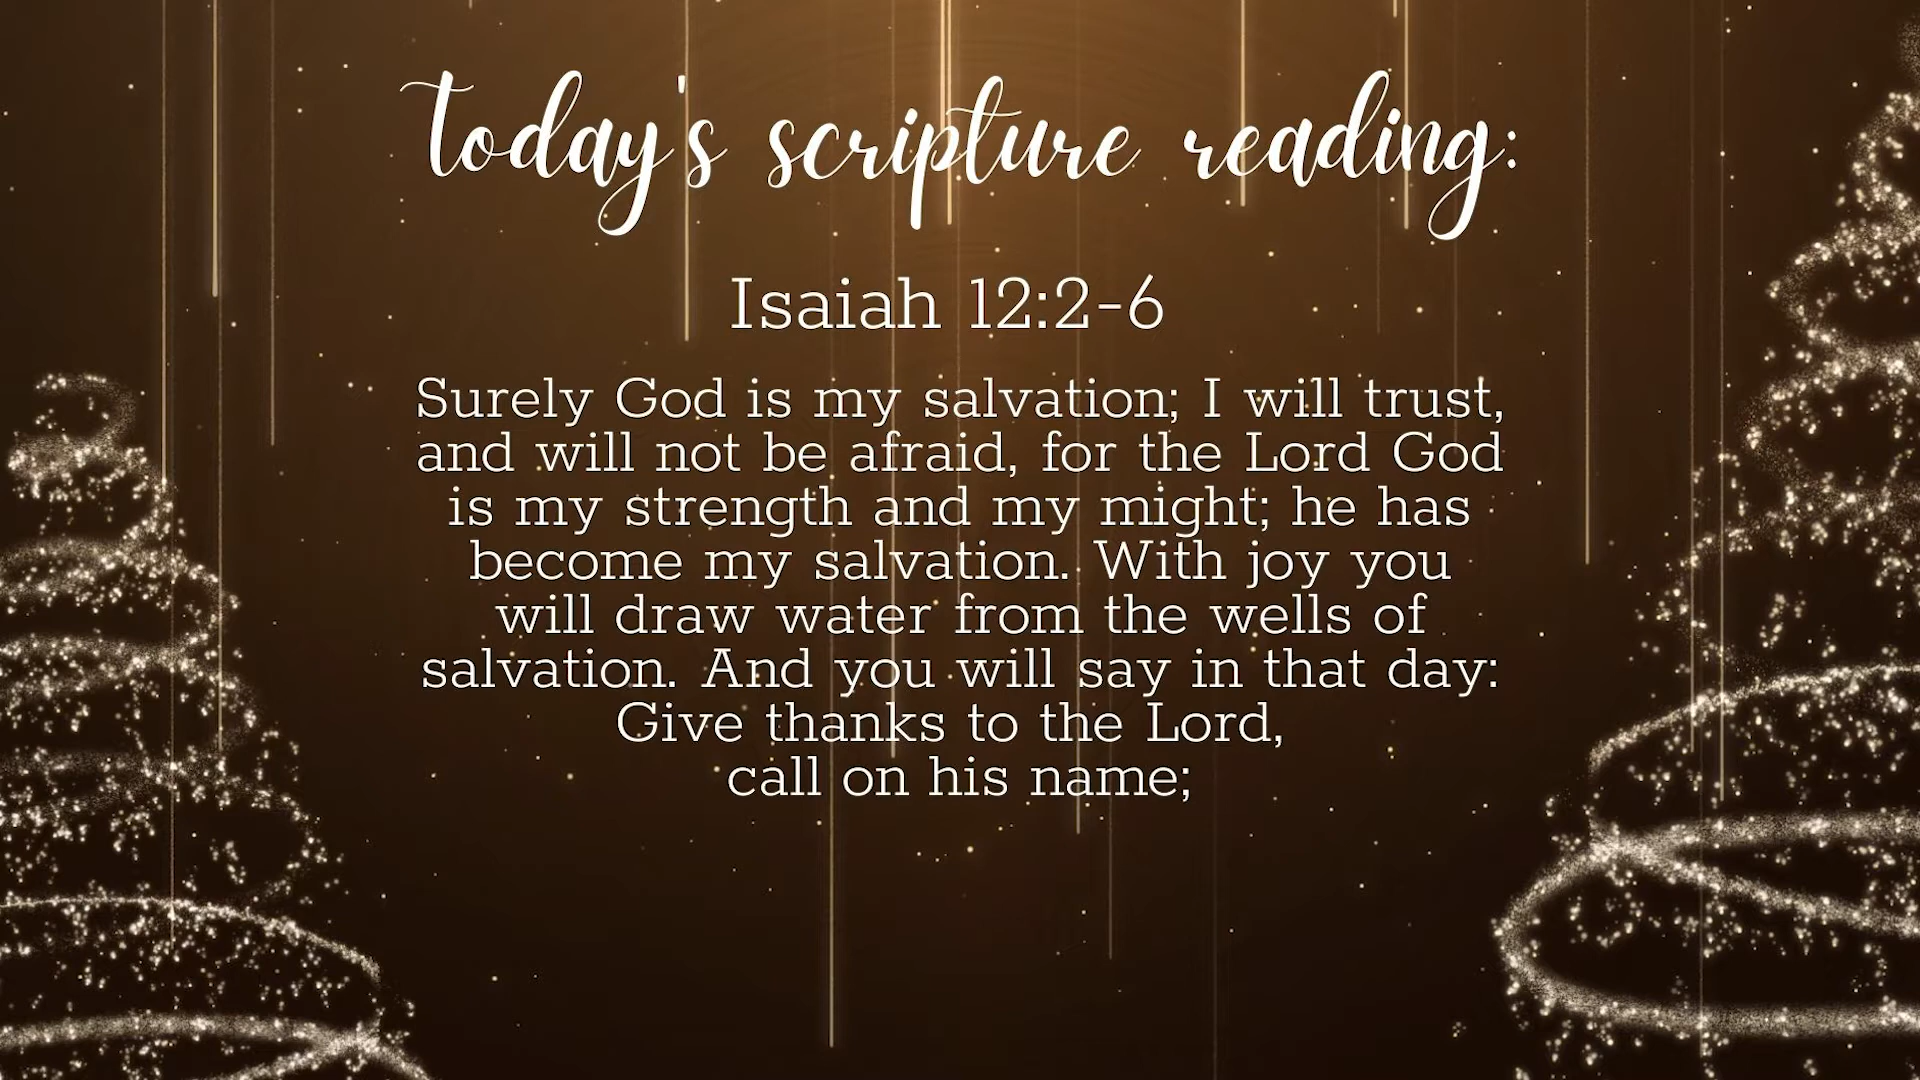 today's scripture reading:
Isaiah 12:2-6
Surely God is my salvation; I will trust,
and will not be afraid, for the Lord God
is my strength and my might; he has
become my salvation. With joy you
will draw water from the wells of
salvation. And you will say in that day:
Give thanks to the Lord,
call on his name;